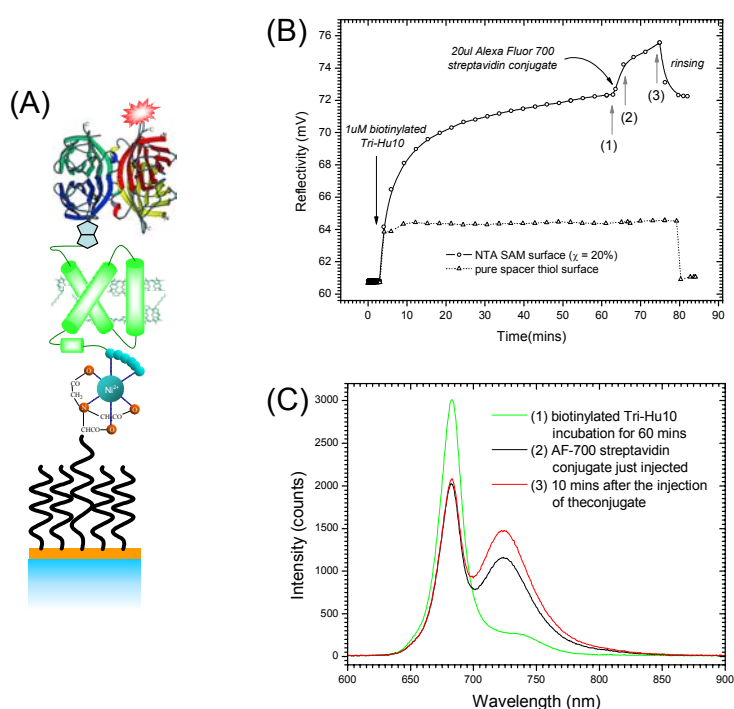 (A)
Ni²⁺
O
CO
CH₂
N
CH₂CO
O
CHCO
O
(B)
Reflectivity (mV)
76
74
72
70
68
66
64
62
60
20ul Alexa Fluor 700
streptavidin conjugate
rinsing
1uM biotinylated
Tri-Hu10
(1)
(2)
(3)
NTA SAM surface (χ = 20%)
pure spacer thiol surface
0 10 20 30 40 50 60 70 80 90
Time(mins)
(C)
Intensity (counts)
3000
2500
2000
1500
1000
500
0
(1) biotinylated Tri-Hu10
incubation for 60 mins
(2) AF-700 streptavidin
conjugate just injected
(3) 10 mins after the injection
of theconjugate
600 650 700 750 800 850 900
Wavelength (nm)